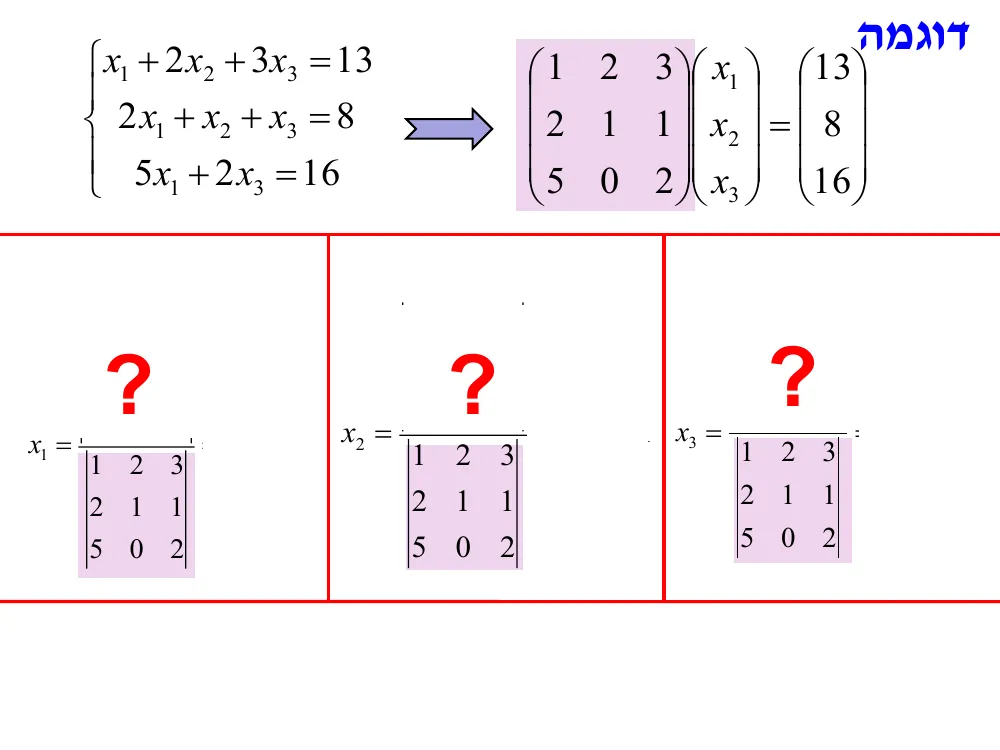 דוגמה
x₁ + 2x₂ + 3x₃ = 13
2x₁ + x₂ + x₃ = 8
5x₁ + 2x₃ = 16
1 2 3 x₁ 13
2 1 1 x₂ = 8
5 0 2 x₃ 16
?
x₁ =
1 2 3
2 1 1
5 0 2
?
x₂ =
1 2 3
2 1 1
5 0 2
?
x₃ = =
1 2 3
2 1 1
5 0 2